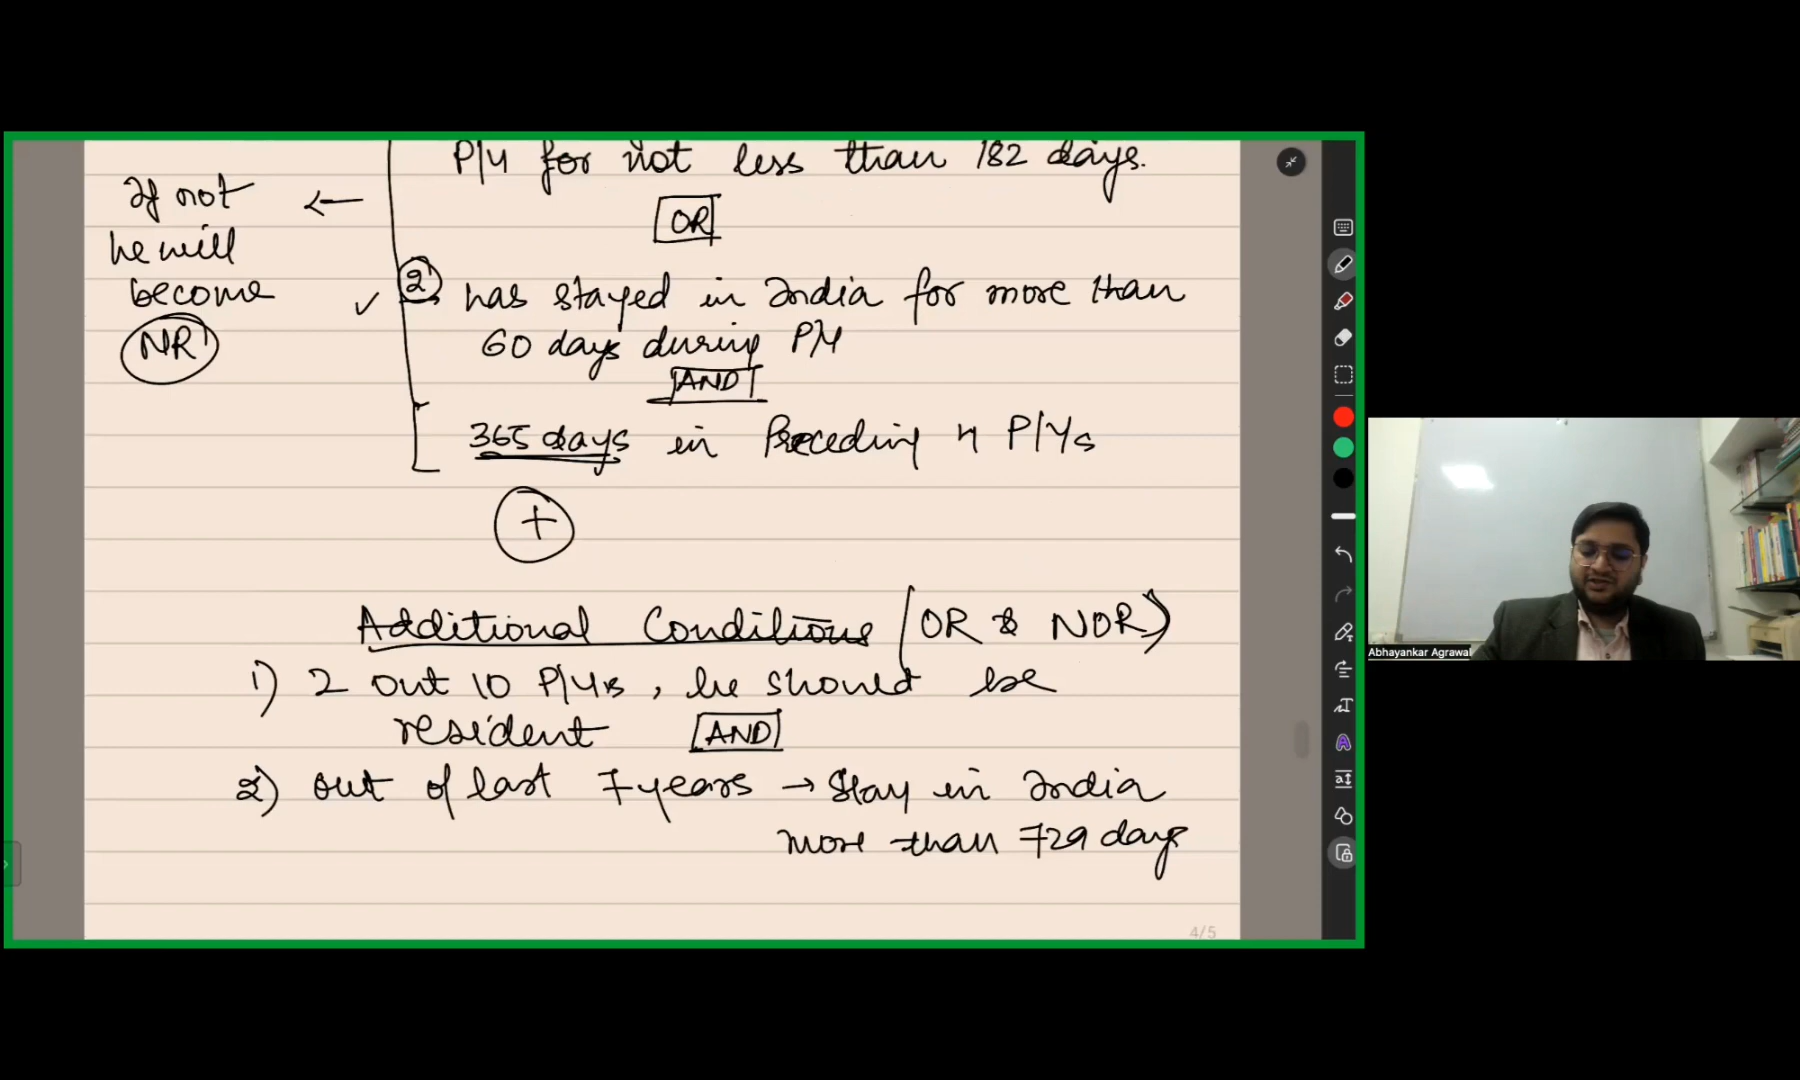 P/Y for not less than 182 days.
OR
If not
he will
become
NR
2 has stayed in India for more than
60 days during P/Y
AND
365 days in Preceding 4 P/Ys
+
Additional Conditions (OR & NOR)
1) 2 out 10 P/Ys, he should be
resident AND
2) out of last 7 years → Stay in India
more than 729 days
4/5
Abhayankar Agrawal